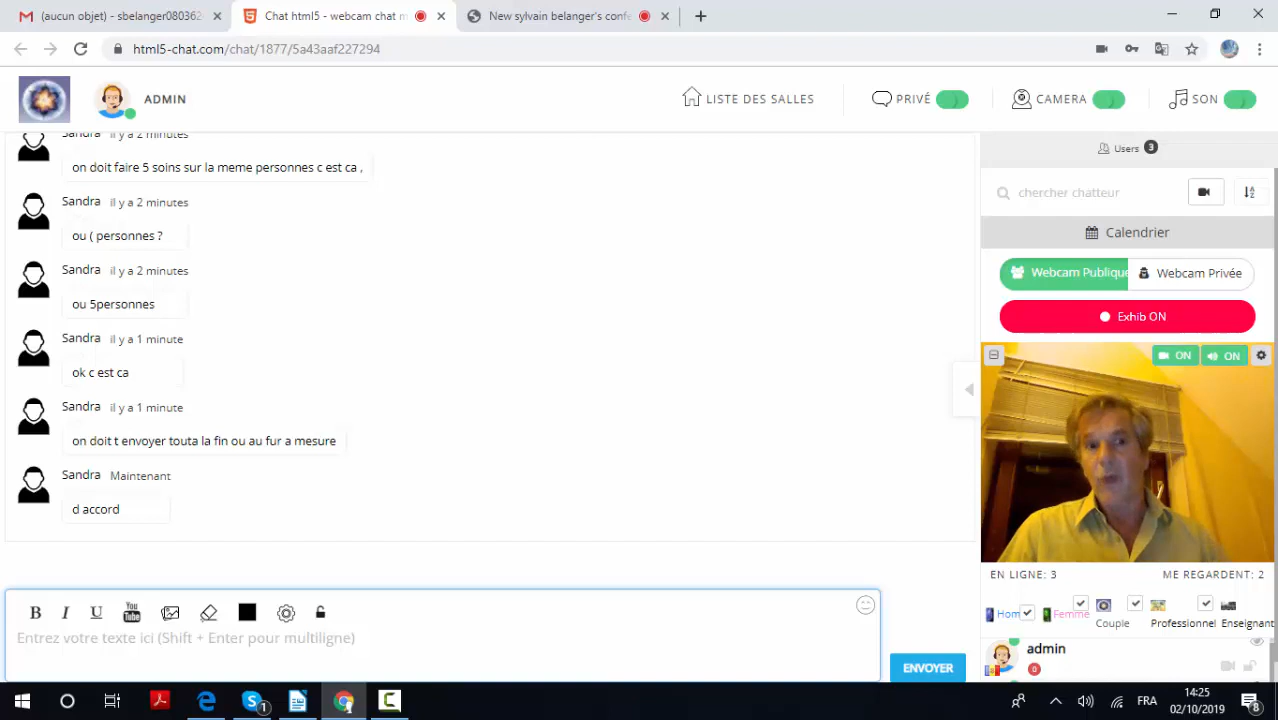 (aucun objet) - sbelanger080362
Chat html5 - webcam chat m
New sylvain belanger's confe
html5-chat.com/chat/1877/5a43aaf227294
ADMIN
LISTE DES SALLES
PRIVÉ
CAMERA
SON
Sandra il y a 2 minutes
on doit faire 5 soins sur la meme personnes c est ca ,
Sandra il y a 2 minutes
ou ( personnes ?
Sandra il y a 2 minutes
ou 5personnes
Sandra il y a 1 minute
ok c est ca
Sandra il y a 1 minute
on doit t envoyer touta la fin ou au fur a mesure
Sandra Maintenant
d accord
B I U You Tube
Entrez votre texte ici (Shift + Enter pour multiligne)
ENVOYER
Users 3
chercher chatteur
Calendrier
Webcam Publique Webcam Privée
Exhib ON
ON ON
EN LIGNE: 3 ME REGARDENT: 2
Hom Femme Couple Professionnel Enseignant
admin
0
1
FRA
14:25
02/10/2019
8